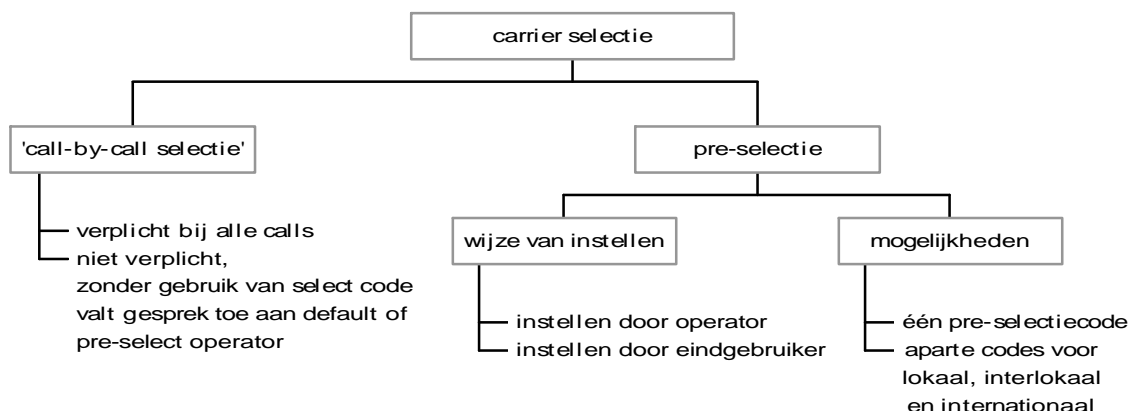 carrier selectie
'call-by-call selectie'
pre-selectie
verplicht bij alle calls
niet verplicht,
zonder gebruik van select code
valt gesprek toe aan default of
pre-select operator
wijze van instellen
mogelijkheden
instellen door operator
instellen door eindgebruiker
één pre-selectiecode
aparte codes voor
lokaal, interlokaal
en internationaal